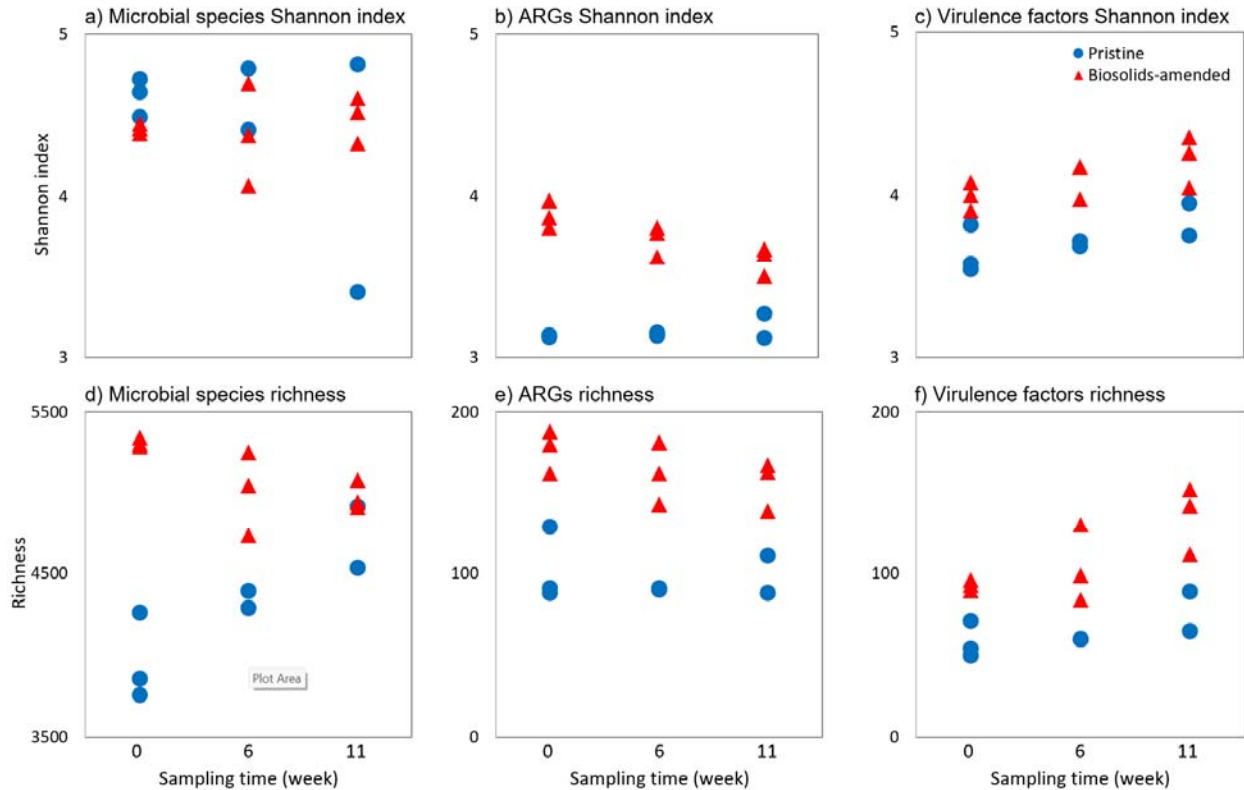 a) Microbial species Shannon index
b) ARGs Shannon index
c) Virulence factors Shannon index
5
4
3
Shannon index
5
4
3
5
4
3
Pristine
Biosolids-amended
d) Microbial species richness
e) ARGs richness
f) Virulence factors richness
5500
4500
3500
Richness
Plot Area
0
6
11
Sampling time (week)
200
100
0
0
6
11
Sampling time (week)
200
100
0
0
6
11
Sampling time (week)